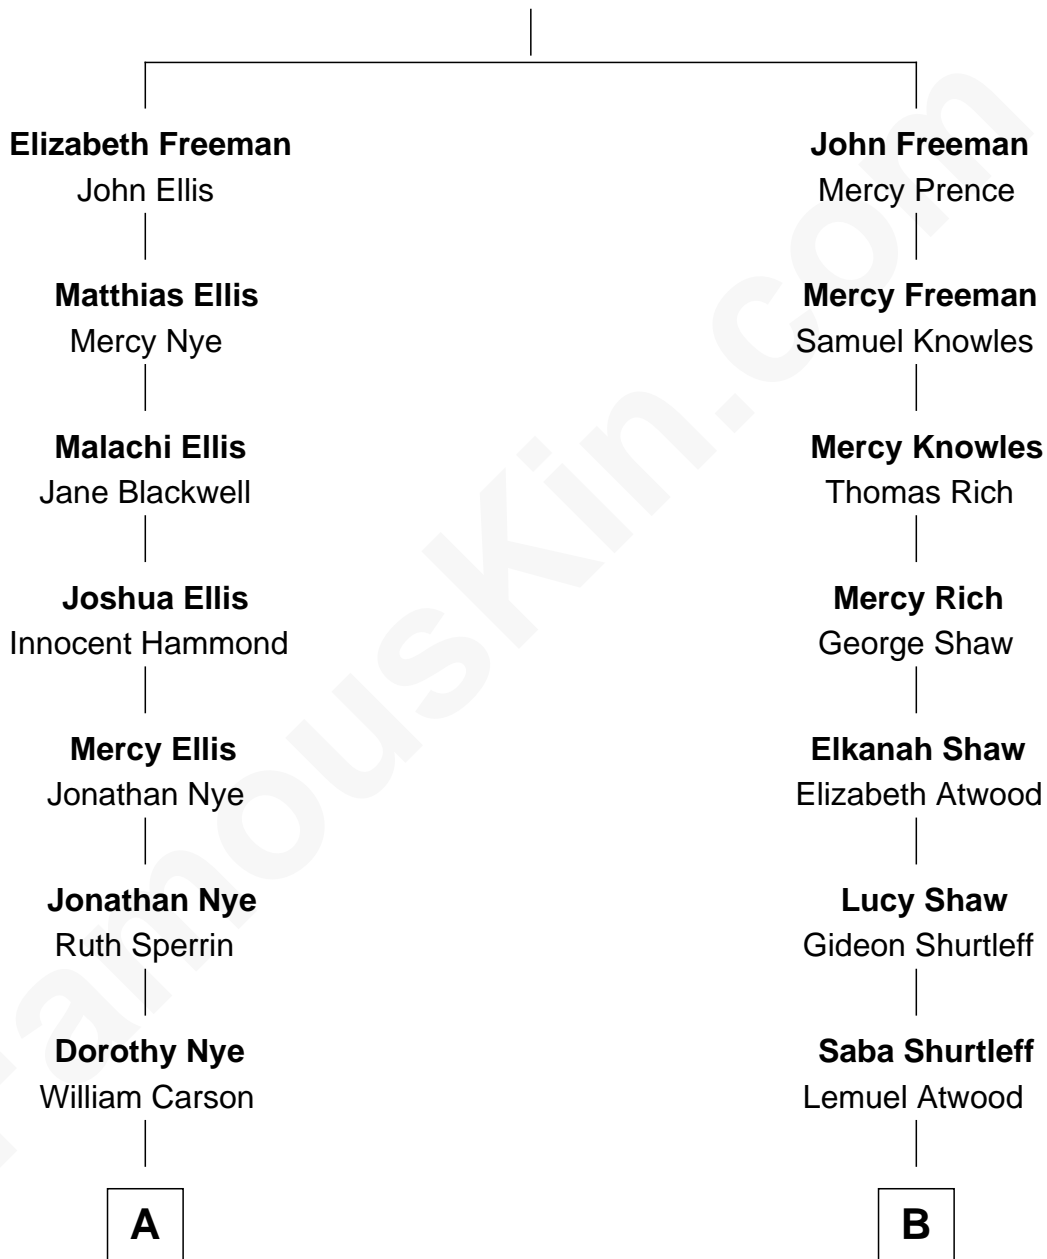 Elizabeth Freeman
John Ellis
Matthias Ellis
Mercy Nye
Malachi Ellis
Jane Blackwell
Joshua Ellis
Innocent Hammond
Mercy Ellis
Jonathan Nye
Jonathan Nye
Ruth Sperrin
Dorothy Nye
William Carson
A
John Freeman
Mercy Prence
Mercy Freeman
Samuel Knowles
Mercy Knowles
Thomas Rich
Mercy Rich
George Shaw
Elkanah Shaw
Elizabeth Atwood
Lucy Shaw
Gideon Shurtleff
Saba Shurtleff
Lemuel Atwood
B
FamousKin.com